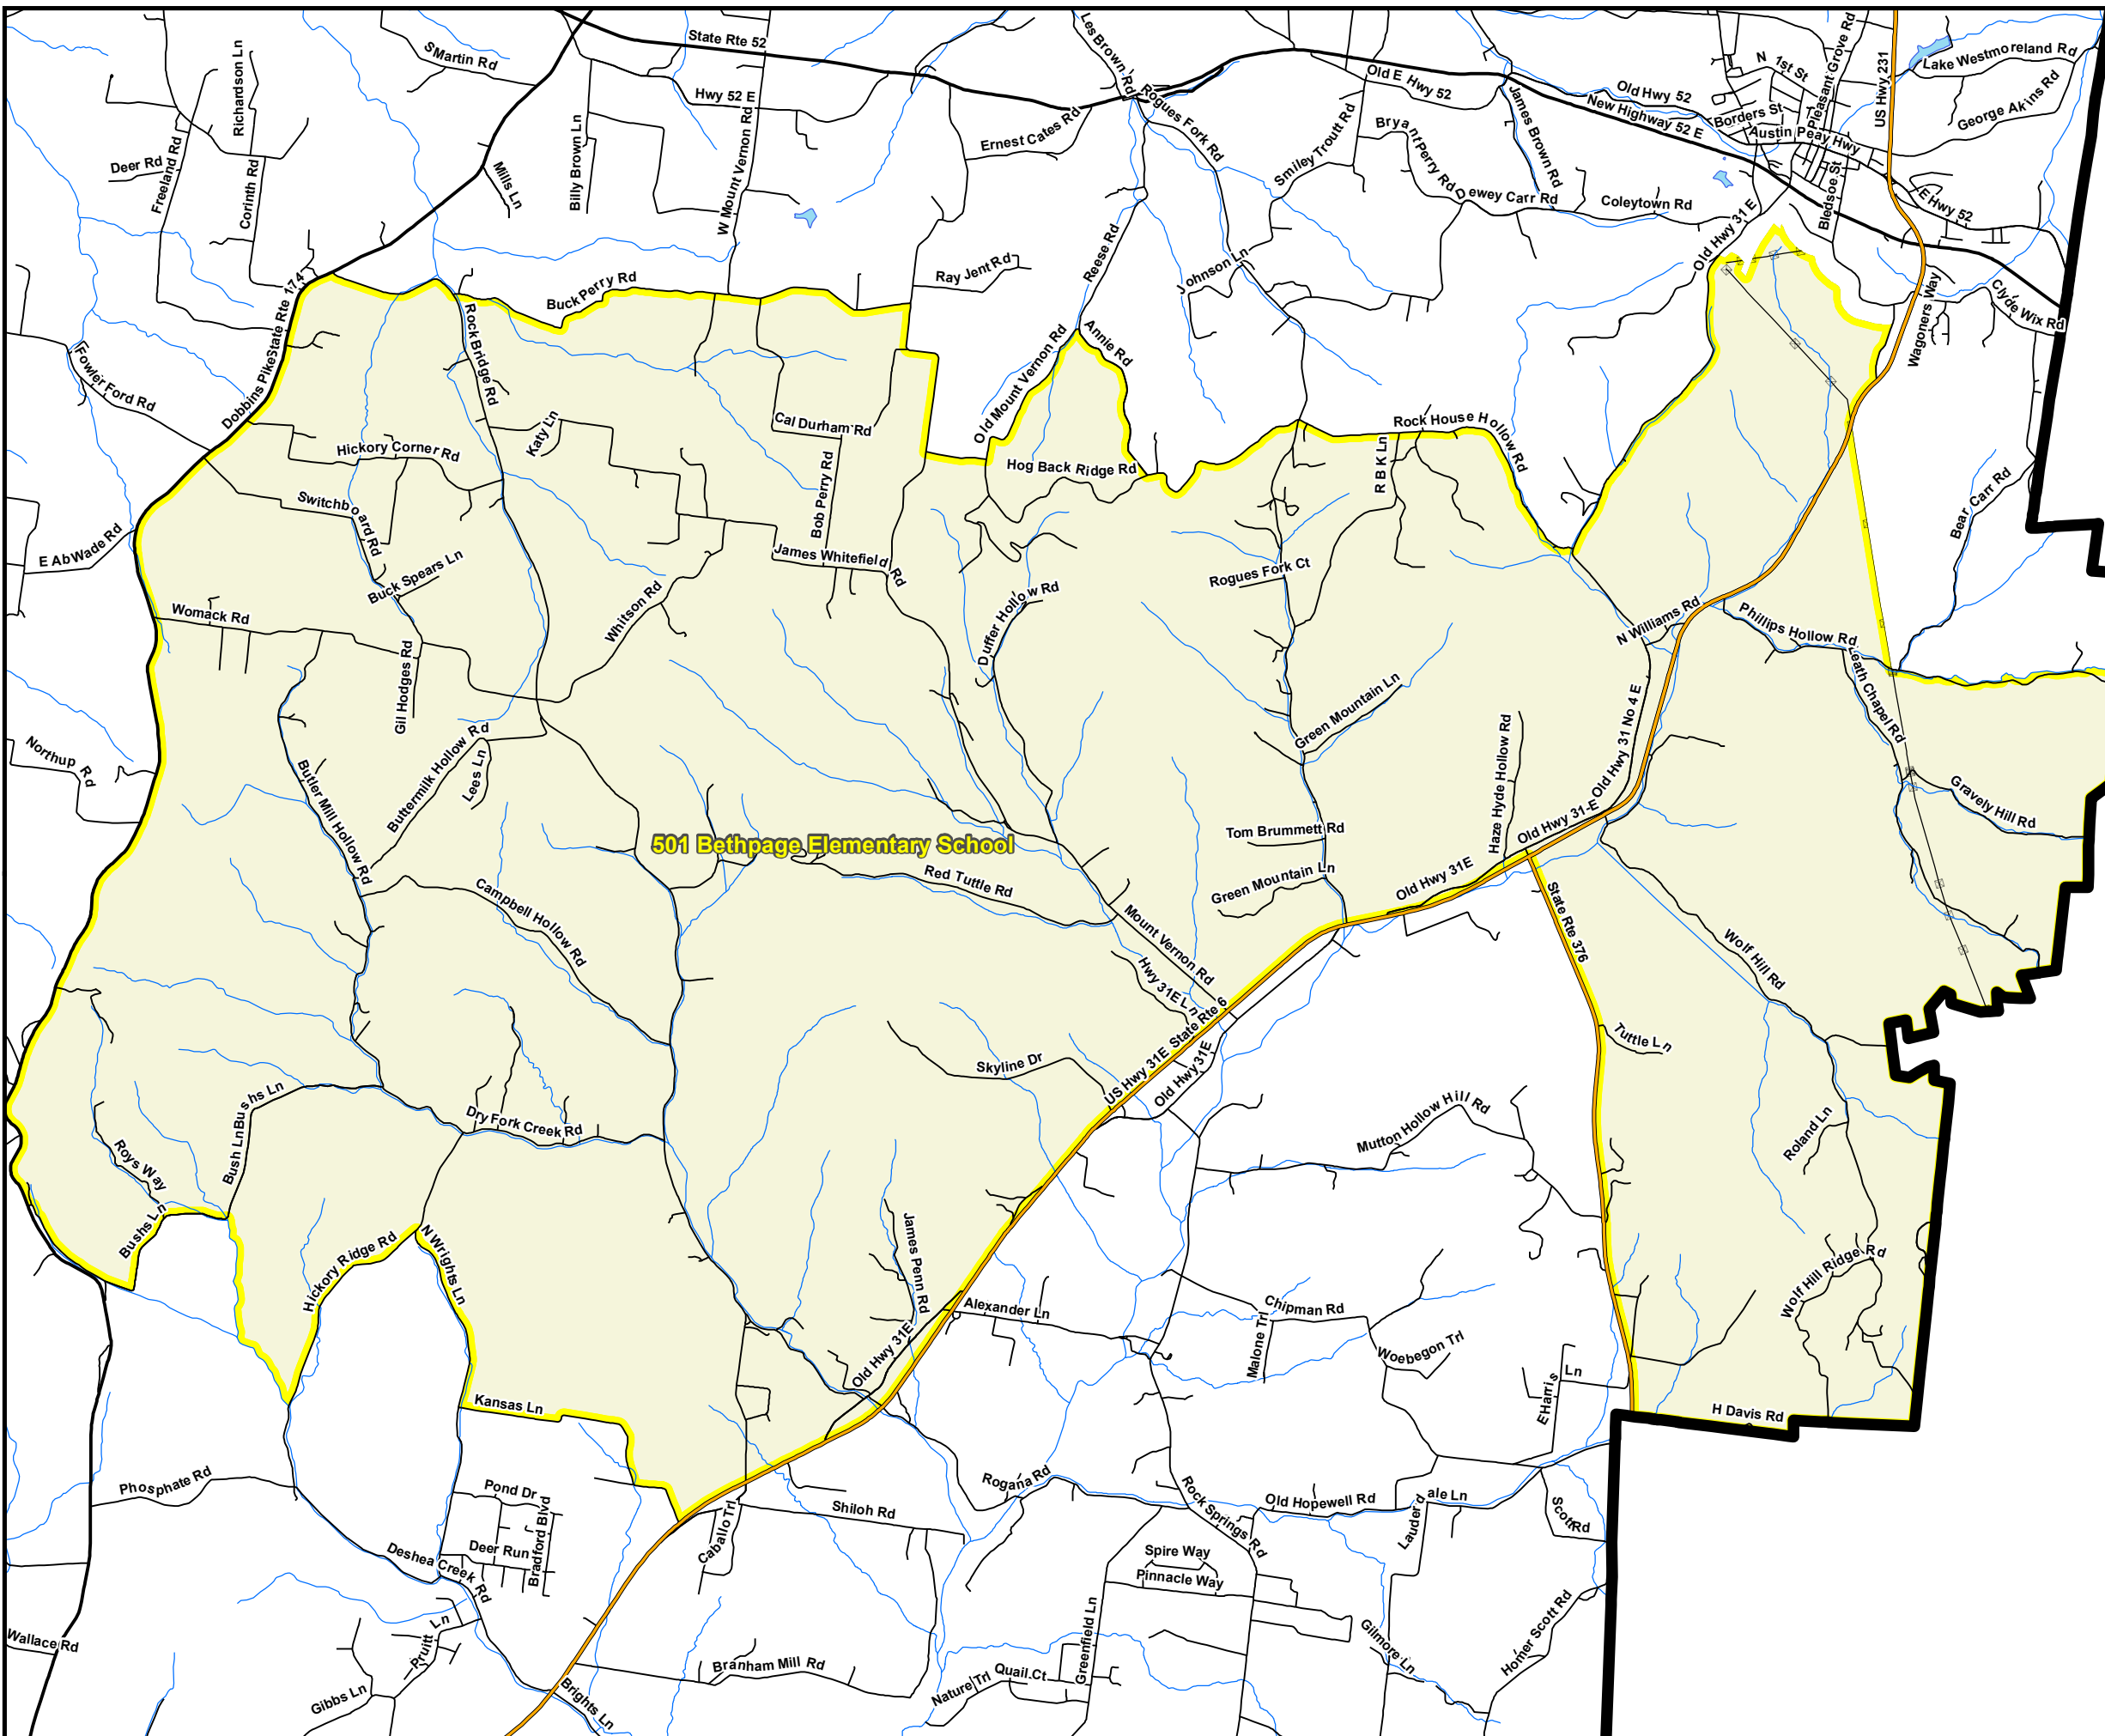 State Rte 52
Les Brown Rd
S Martin Rd
Richardson Ln
Hwy 52 E
Old E Hwy 52
Rogues Fork Rd
Old Hwy 52
New Highway 52 E
N 1st St
Pleasant Grove Rd
US Hwy 231
Lake Westmoreland Rd
George Akins Rd
Borders St
Austin Peay Hwy
Deer Rd
Freeland Rd
Corinth Rd
Mills Ln
Billy Brown Ln
W Mount Vernon Rd
Ernest Cates Rd
Smiley Troutt Rd
Bryant Perry Rd
James Brown Rd
Dewey Carr Rd
Coleytown Rd
Bledsoe St
E Hwy 52
Old Hwy 31 E
Reese Rd
Johnson Ln
Ray Jent Rd
Buck Perry Rd
State Rte 174
Dobbins Pike
Rock Bridge Rd
Wagoners Way
Clyde Wix Rd
Fowler Ford Rd
Old Mount Vernon Rd
Annie Rd
Katy Ln
Cal Durham Rd
Rock House Hollow Rd
Hickory Corner Rd
Hog Back Ridge Rd
R B K Ln
Switchboard Rd
Bob Perry Rd
Bear Carr Rd
E Ab Wade Rd
Buck Spears Ln
James Whitefield Rd
Rogues Fork Ct
Womack Rd
Whitson Rd
Duffer Hollow Rd
N Williams Rd
Phillips Hollow Rd
Leath Chapel Rd
Gil Hodges Rd
Green Mountain Ln
Old Hwy 31 No 4 E
Northup Rd
Butler Mill Hollow Rd
Buttermilk Hollow Rd
Lees Ln
Haze Hyde Hollow Rd
Gravely Hill Rd
501 Bethpage Elementary School
Tom Brummett Rd
Old Hwy 31-E
Red Tuttle Rd
Green Mountain Ln
Old Hwy 31E
Campbell Hollow Rd
Mount Vernon Rd
State Rte 376
Wolf Hill Rd
Hwy 31E Ln
US Hwy 31E
State Rte 6
Old Hwy 31E
Tuttle Ln
Skyline Dr
Bushs Ln
Bush Ln
Dry Fork Creek Rd
Mutton Hollow Hill Rd
Roland Ln
Roys Way
Bushs Ln
Hickory Ridge Rd
N Wrights Ln
James Penn Rd
Wolf Hill Ridge Rd
Alexander Ln
Chipman Rd
Malone Trl
Woebegon Trl
Old Hwy 31E
E Harris Ln
Kansas Ln
H Davis Rd
Phosphate Rd
Pond Dr
Bradford Blvd
Rogana Rd
Rock Springs Rd
Old Hopewell Rd
Lauderdale Ln
Scott Rd
Shiloh Rd
Caballo Trl
Deer Run
Deshea Creek Rd
Spire Way
Pinnacle Way
Greenfield Ln
Homer Scott Rd
Wallace Rd
Pruitt Ln
Gilmore Ln
Branham Mill Rd
Quail Ct
Nature Trl
Gibbs Ln
Brights Ln